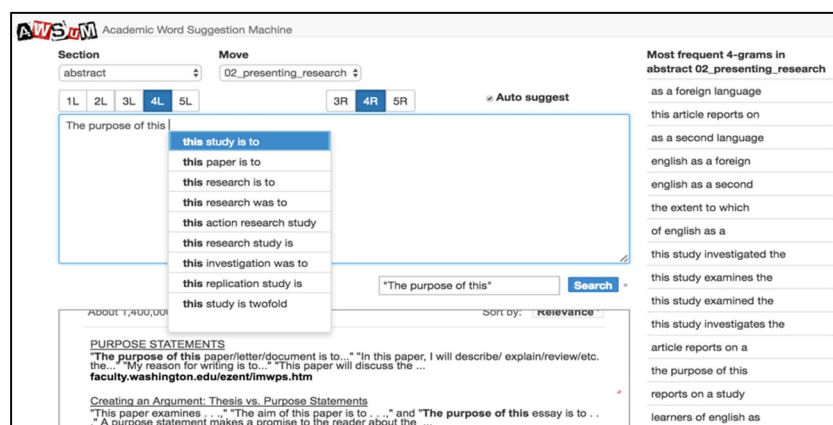 AWSuM Academic Word Suggestion Machine
Section
Move
abstract
02_presenting_research
1L 2L 3L 4L 5L
3R 4R 5R
Auto suggest
The purpose of this
this study is to
this paper is to
this research is to
this research was to
this action research study
this research study is
this investigation was to
this replication study is
this study is twofold
"The purpose of this"
Search
About 1,400,00
Sort by: Relevance
PURPOSE STATEMENTS
"The purpose of this paper/letter/document is to..." "In this paper, I will describe/ explain/review/etc.
the..." "My reason for writing is to..." "This paper will discuss the ...
faculty.washington.edu/ezent/imwps.htm
Creating an Argument: Thesis vs. Purpose Statements
"This paper examines . . .," "The aim of this paper is to . . .," and "The purpose of this essay is to . .
." A purpose statement makes a promise to the reader about the ...
Most frequent 4-grams in
abstract 02_presenting_research
as a foreign language
this article reports on
as a second language
english as a foreign
english as a second
the extent to which
of english as a
this study investigated the
this study examines the
this study examined the
this study investigates the
article reports on a
the purpose of this
reports on a study
learners of english as